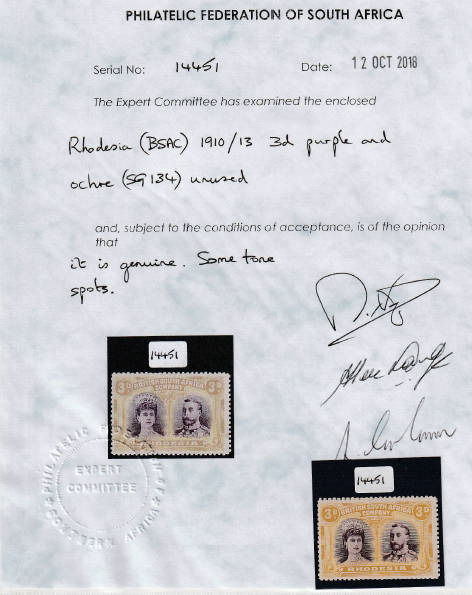 PHILATELIC FEDERATION OF SOUTH AFRICA
Serial No: 14451 Date: 12 OCT 2018
The Expert Committee has examined the enclosed
Rhodesia (BSAC) 1910/13 3d purple and
ochre (SG134) unused
and, subject to the conditions of acceptance, is of the opinion
that
it is genuine. Some tone
spots.
14451
3D BRITISH SOUTH AFRICA 3D
COMPANY
RHODESIA
EXPERT
COMMITTEE
14451
3D BRITISH SOUTH AFRICA 3D
COMPANY
RHODESIA